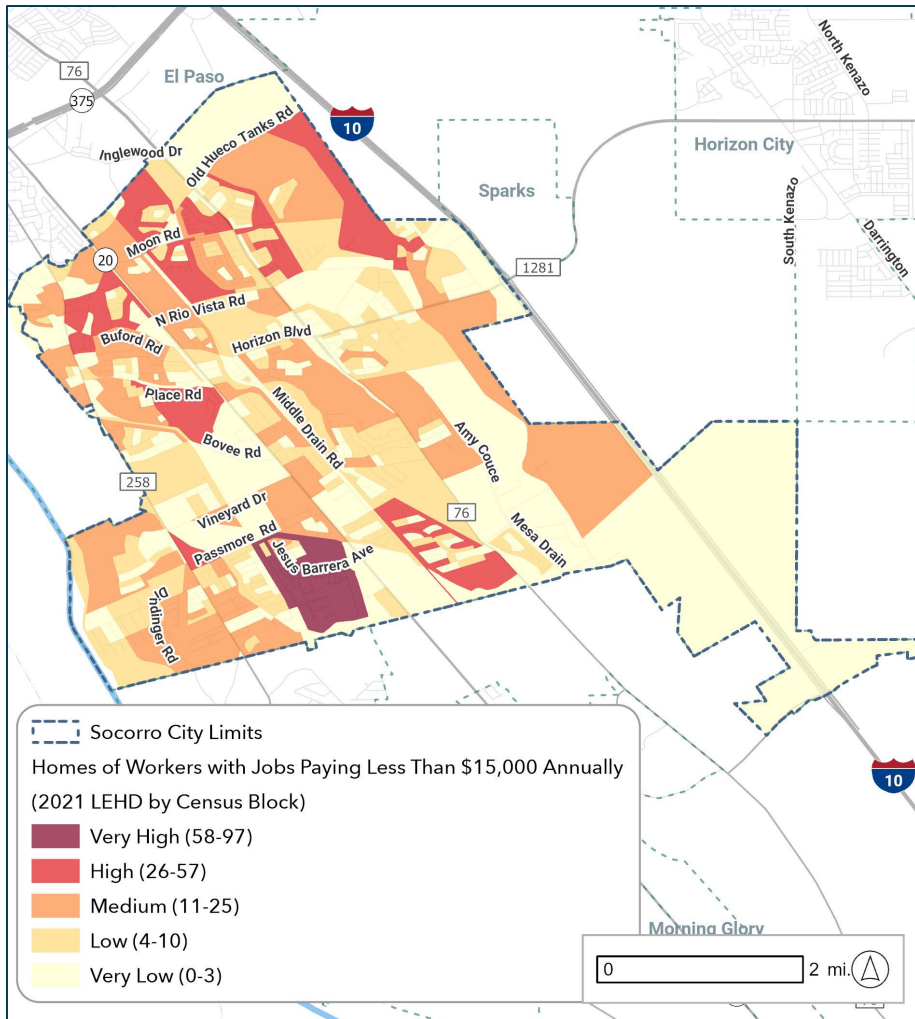 76
El Paso
375
10
North Kenazo
Inglewood Dr
Old Hueco Tanks Rd
Horizon City
Sparks
South Kenazo
Darrington
Moon Rd
20
1281
N Rio Vista Rd
Buford Rd
Horizon Blvd
Place Rd
Middle Drain Rd
Bovee Rd
Amy Couce
258
Vineyard Dr
76
Mesa Drain
Passmore Rd
Jesus Barrera Ave
Dindinger Rd
10
Socorro City Limits
Homes of Workers with Jobs Paying Less Than $15,000 Annually
(2021 LEHD by Census Block)
Very High (58-97)
High (26-57)
Medium (11-25)
Low (4-10)
Very Low (0-3)
Morning Glory
0 2 mi.